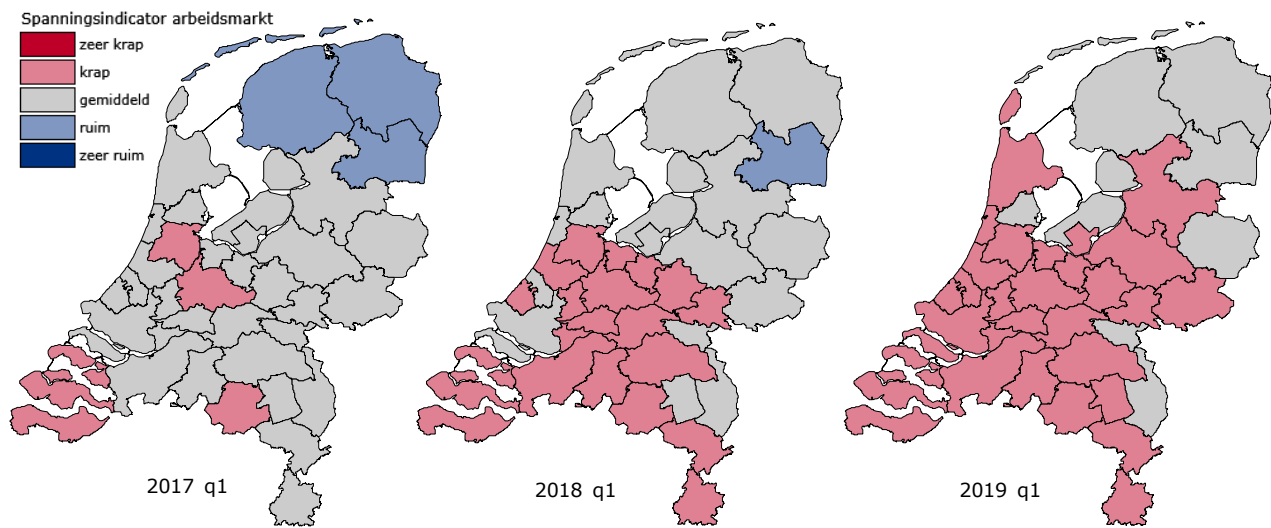 Spanningsindicator arbeidsmarkt
zeer krap
krap
gemiddeld
ruim
zeer ruim
2017 q1
2018 q1
2019 q1